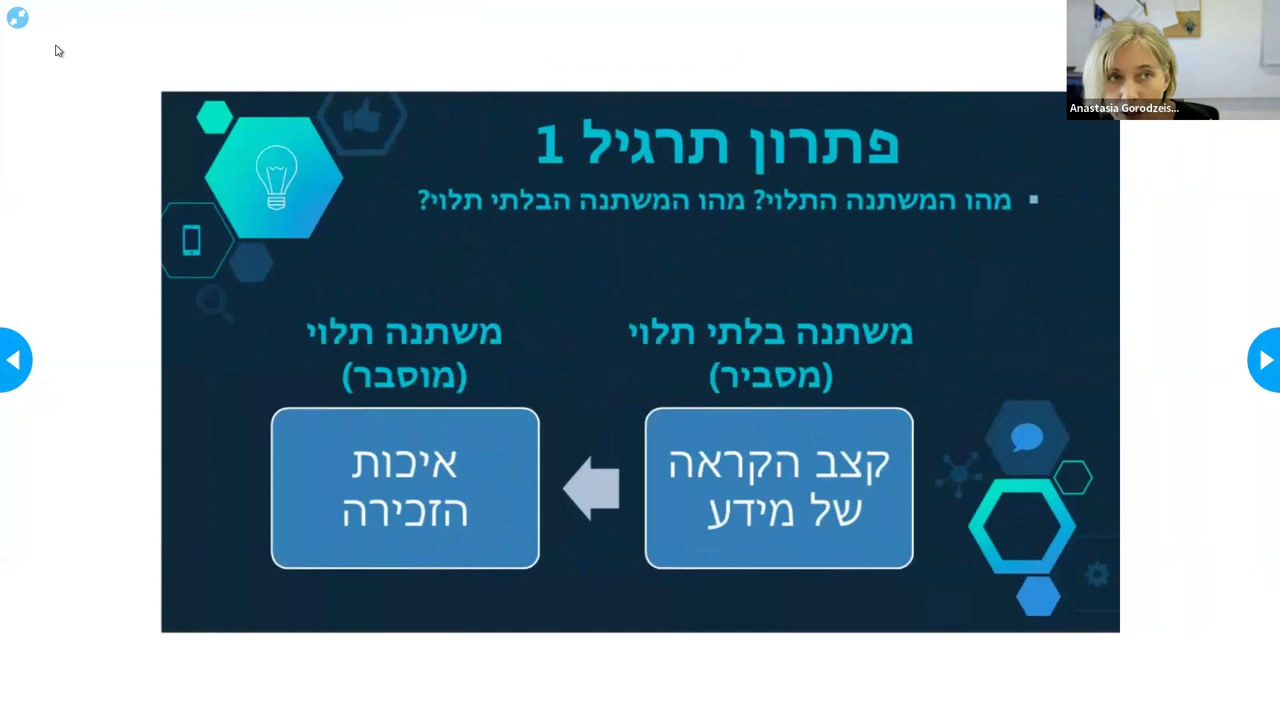 Anastasia Gorodzeis...
פתרון תרגיל 1
▪ מהו המשתנה התלוי? מהו המשתנה הבלתי תלוי?
משתנה בלתי תלוי
(מסביר)
קצב הקראה
של מידע
משתנה תלוי
(מוסבר)
איכות
הזכירה